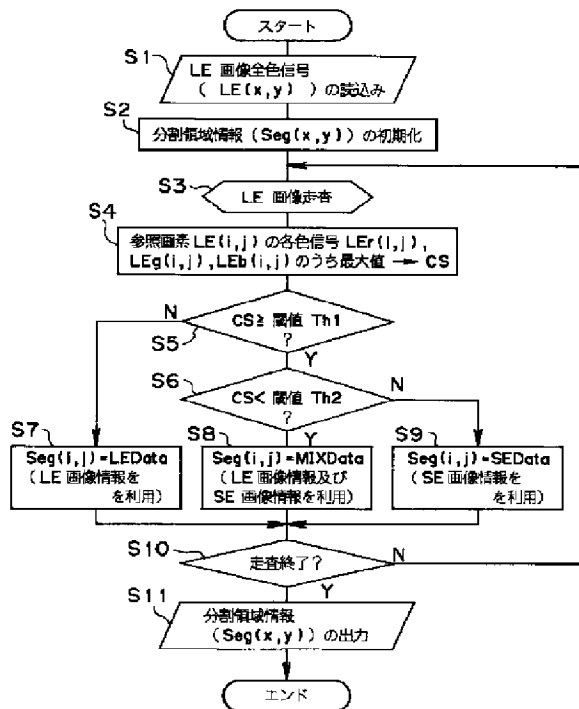 スタート
S1
LE 画像全色信号
( LE(x,y) ) の読込み
S2
分割領域情報 (Seg(x,y)) の初期化
S3
LE 画像走査
S4
参照画素 LE(i,j) の各色信号 LEr(i,j),
LEg(i,j),LEb(i,j)のうち最大値 → CS
N
CS≧ 閾値 Th1
?
S5
Y
S6
CS< 閾値 Th2
?
N
Y
S7
Seg(i,j)=LEData
(LE 画像情報を
を利用)
S8
Seg(i,j)=MIXData
(LE 画像情報及び
SE 画像情報を利用)
S9
Seg(i,j)=SEData
(SE 画像情報を
を利用)
S10
走査終了?
N
Y
S11
分割領域情報
(Seg(x,y)) の出力
エンド